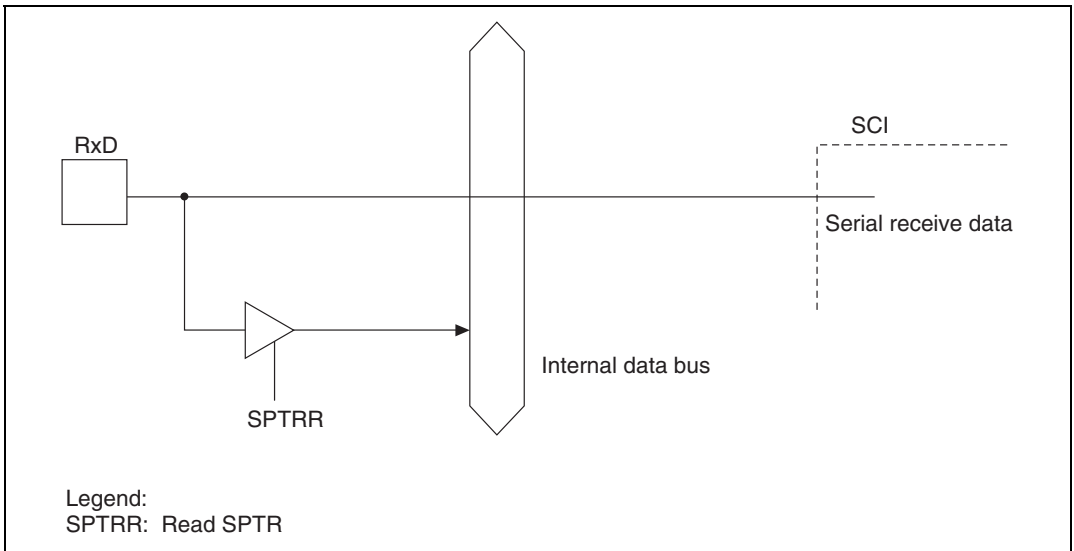 RxD
SCI
Serial receive data
Internal data bus
SPTRR
Legend:
SPTRR: Read SPTR